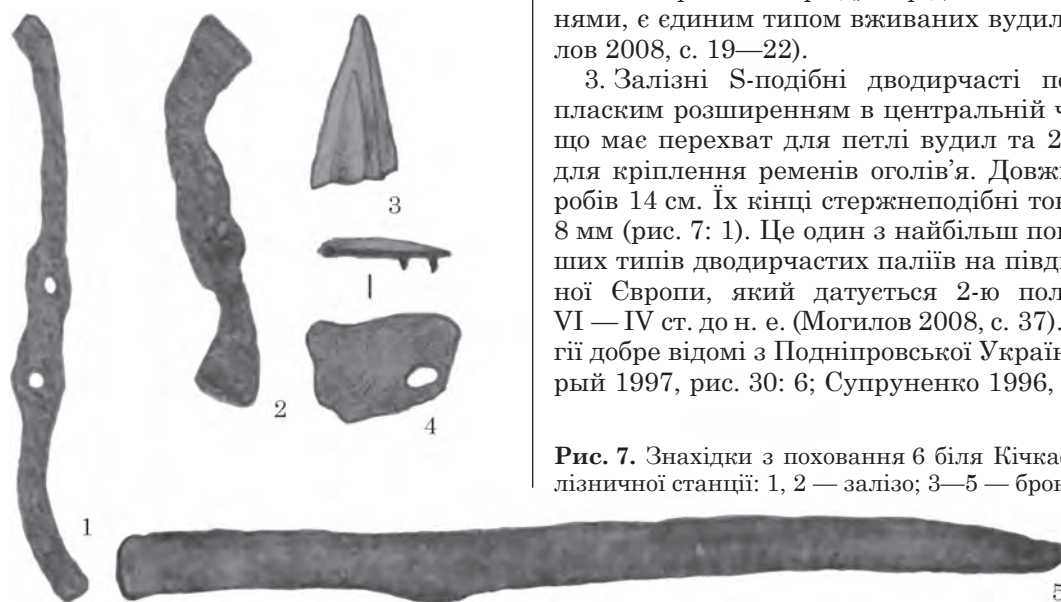 нями, є єдиним типом вживаних вудил
лов 2008, с. 19—22).
3. Залізні S-подібні дводирчасті по
пласким розширенням в центральній ч
що має перехват для петлі вудил та 2
для кріплення ременів оголів'я. Довж
робів 14 см. Їх кінці стержнеподібні то
8 мм (рис. 7: 1). Це один з найбільш по
ших типів дводирчастих паліїв на півд
ної Європи, який датується 2-ю пол
VI — IV ст. до н. е. (Могилов 2008, с. 37).
гії добре відомі з Подніпровської Украї
рый 1997, рис. 30: 6; Супруненко 1996,
Рис. 7. Знахідки з поховання 6 біля Кічка
лізничної станції: 1, 2 — залізо; 3—5 — брон
1
2
3
4
5